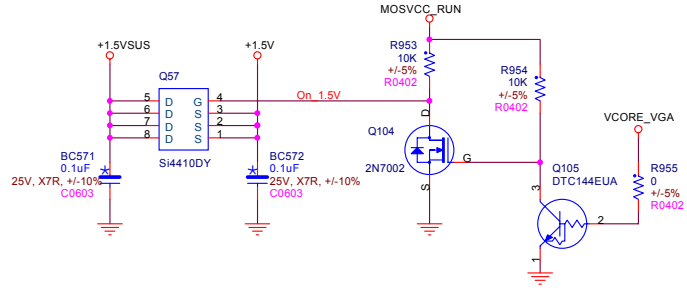 MOSVCC_RUN
+1.5VSUS
+1.5V
R953
10K
+/-5%
R0402
R954
10K
+/-5%
R0402
Q57
5 D G 4
6 D S 3
7 D S 2
8 D S 1
Si4410DY
On_1.5V
VCORE_VGA
D
Q104
2N7002
G
S
BC571
0.1uF
25V, X7R, +/-10%
C0603
BC572
0.1uF
25V, X7R, +/-10%
C0603
Q105
DTC144EUA
3
2
1
R955
0
+/-5%
R0402